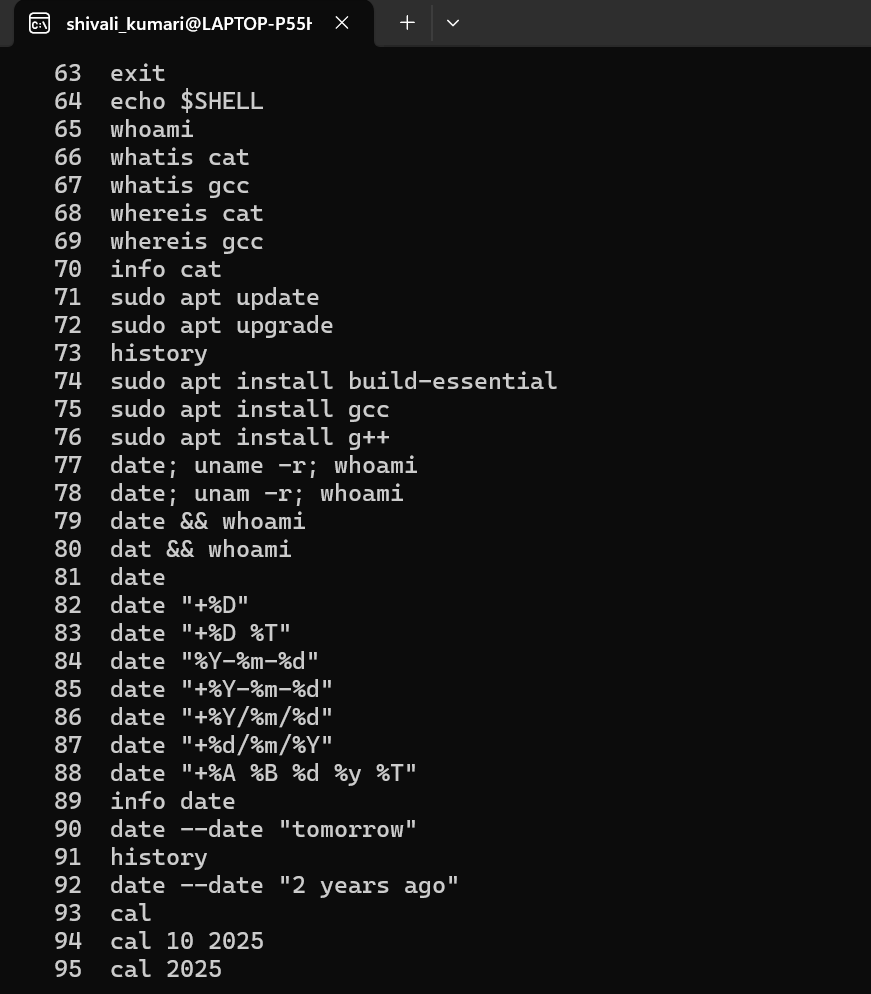 shivali_kumari@LAPTOP-P55H
63 exit
64 echo $SHELL
65 whoami
66 whatis cat
67 whatis gcc
68 whereis cat
69 whereis gcc
70 info cat
71 sudo apt update
72 sudo apt upgrade
73 history
74 sudo apt install build-essential
75 sudo apt install gcc
76 sudo apt install g++
77 date; uname -r; whoami
78 date; unam -r; whoami
79 date && whoami
80 dat && whoami
81 date
82 date "+%D"
83 date "+%D %T"
84 date "%Y-%m-%d"
85 date "+%Y-%m-%d"
86 date "+%Y/%m/%d"
87 date "+%d/%m/%Y"
88 date "+%A %B %d %y %T"
89 info date
90 date --date "tomorrow"
91 history
92 date --date "2 years ago"
93 cal
94 cal 10 2025
95 cal 2025